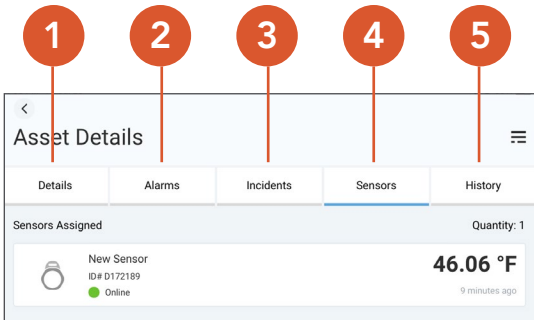 1 2 3 4 5
Asset Details
Details Alarms Incidents Sensors History
Sensors Assigned Quantity: 1
New Sensor
46.06 °F
ID# D172189
Online 9 minutes ago